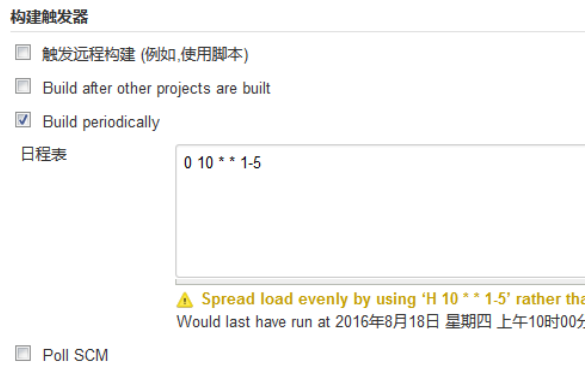 构建触发器
触发远程构建 (例如,使用脚本)
Build after other projects are built
Build periodically
日程表
0 10 * * 1-5
Spread load evenly by using ‘H 10 * * 1-5’ rather tha
Would last have run at 2016年8月18日 星期四 上午10时00分
Poll SCM